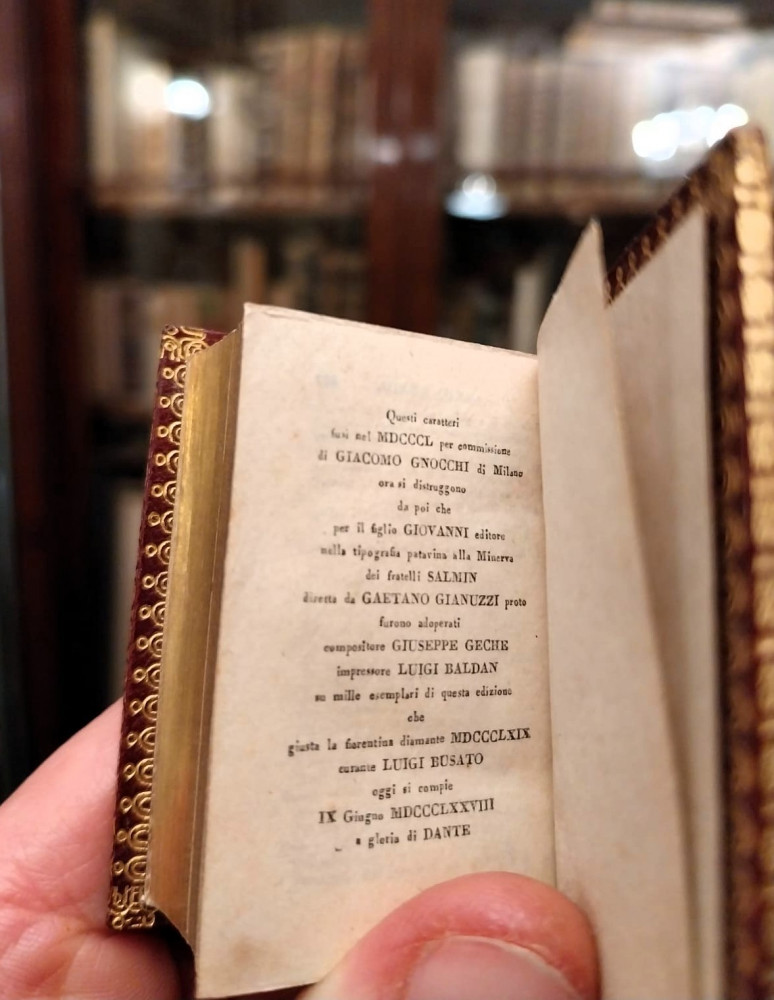 Questi caratteri
fusi nel MDCCCL per commissione
di GIACOMO GNOCCHI di Milano
ora si distruggono
da poi che
per il figlio GIOVANNI editore
nella tipografia patavina alla Minerva
dei fratelli SALMIN
diretta da GAETANO GIANUZZI proto
furono adoperati
compositore GIUSEPPE GECHE
impressore LUIGI BALDAN
su mille esemplari di questa edizione
che
giusta la fiorentina diamante MDCCCLXIX
curante LUIGI BUSATO
oggi si compie
IX Giugno MDCCCLXXVIII
a gloria di DANTE